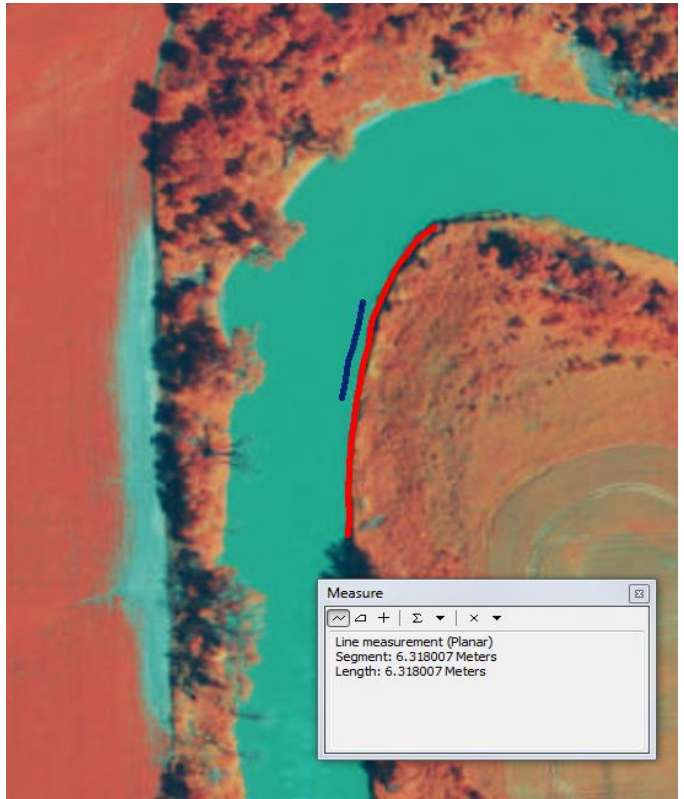 Measure
Line measurement (Planar)
Segment: 6.318007 Meters
Length: 6.318007 Meters